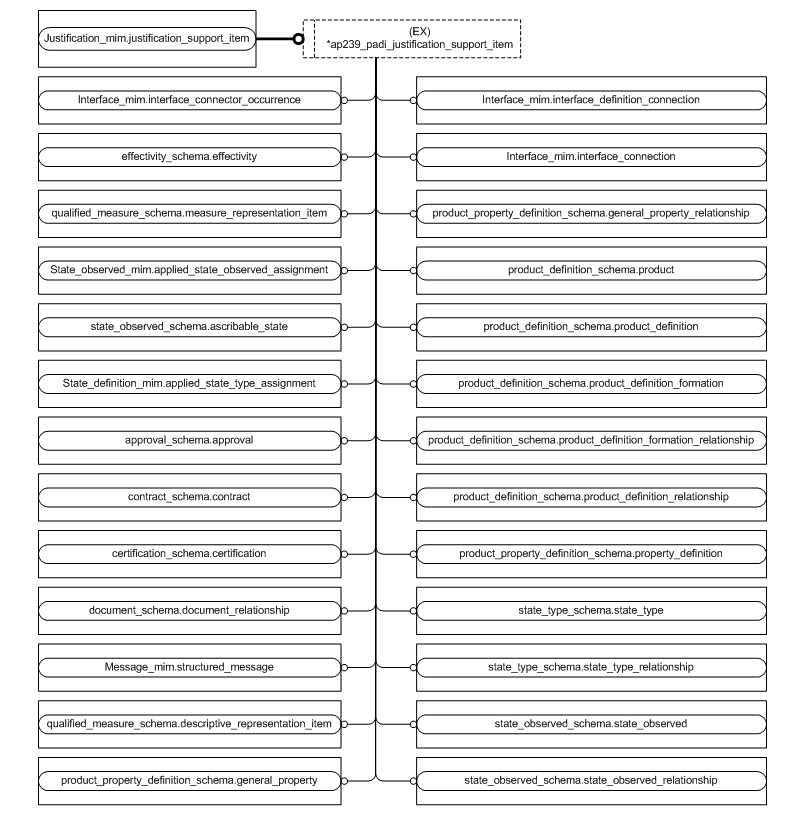 Justification_mim.justification_support_item
(EX)
*ap239_padi_justification_support_item
Interface_mim.interface_connector_occurrence
Interface_mim.interface_definition_connection
effectivity_schema.effectivity
Interface_mim.interface_connection
qualified_measure_schema.measure_representation_item
product_property_definition_schema.general_property_relationship
State_observed_mim.applied_state_observed_assignment
product_definition_schema.product
state_observed_schema.ascribable_state
product_definition_schema.product_definition
State_definition_mim.applied_state_type_assignment
product_definition_schema.product_definition_formation
approval_schema.approval
product_definition_schema.product_definition_formation_relationship
contract_schema.contract
product_definition_schema.product_definition_relationship
certification_schema.certification
product_property_definition_schema.property_definition
document_schema.document_relationship
state_type_schema.state_type
Message_mim.structured_message
state_type_schema.state_type_relationship
qualified_measure_schema.descriptive_representation_item
state_observed_schema.state_observed
product_property_definition_schema.general_property
state_observed_schema.state_observed_relationship